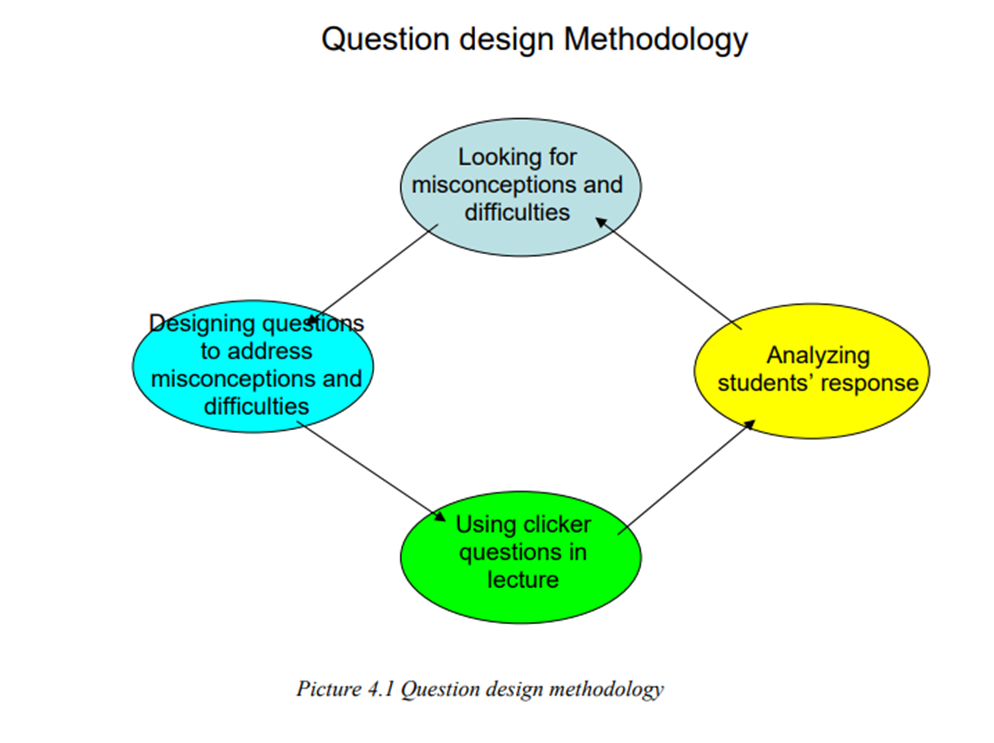 Question design Methodology
Looking for
misconceptions and
difficulties
Designing questions
to address
misconceptions and
difficulties
Analyzing
students’ response
Using clicker
questions in
lecture
Picture 4.1 Question design methodology